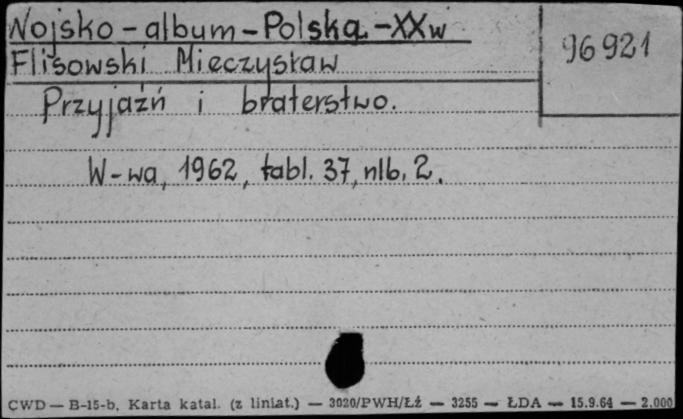 Wojsko - album - Polska - XXw
96921
Flisowski Mieczysław
Przyjaźń i braterstwo.
W-wa, 1962, tabl. 37, nlb. 2.
CWD — B-15-b. Karta katal. (z liniat.) — 3020/PWH/Łź — 3255 — ŁDA — 15.9.64 — 2.000